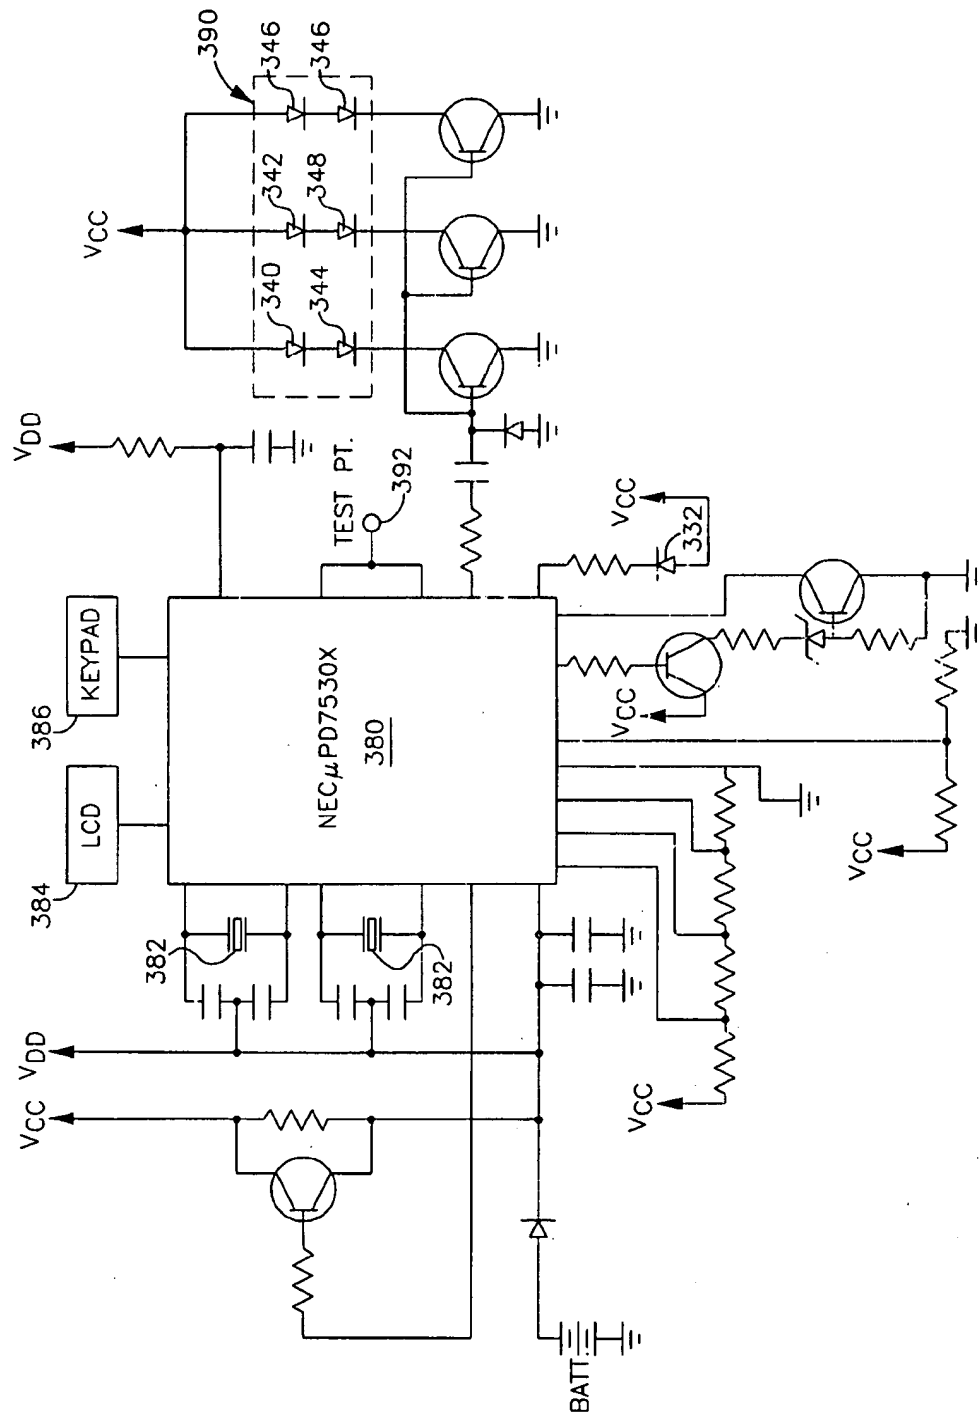 390
346
346
VCC
342
348
340
344
VDD
TEST PT.
392
VCC
332
KEYPAD
386
LCD
384
NECμPD7530X
380
VCC
VCC
VCC
382
382
VDD
VCC
BATT.